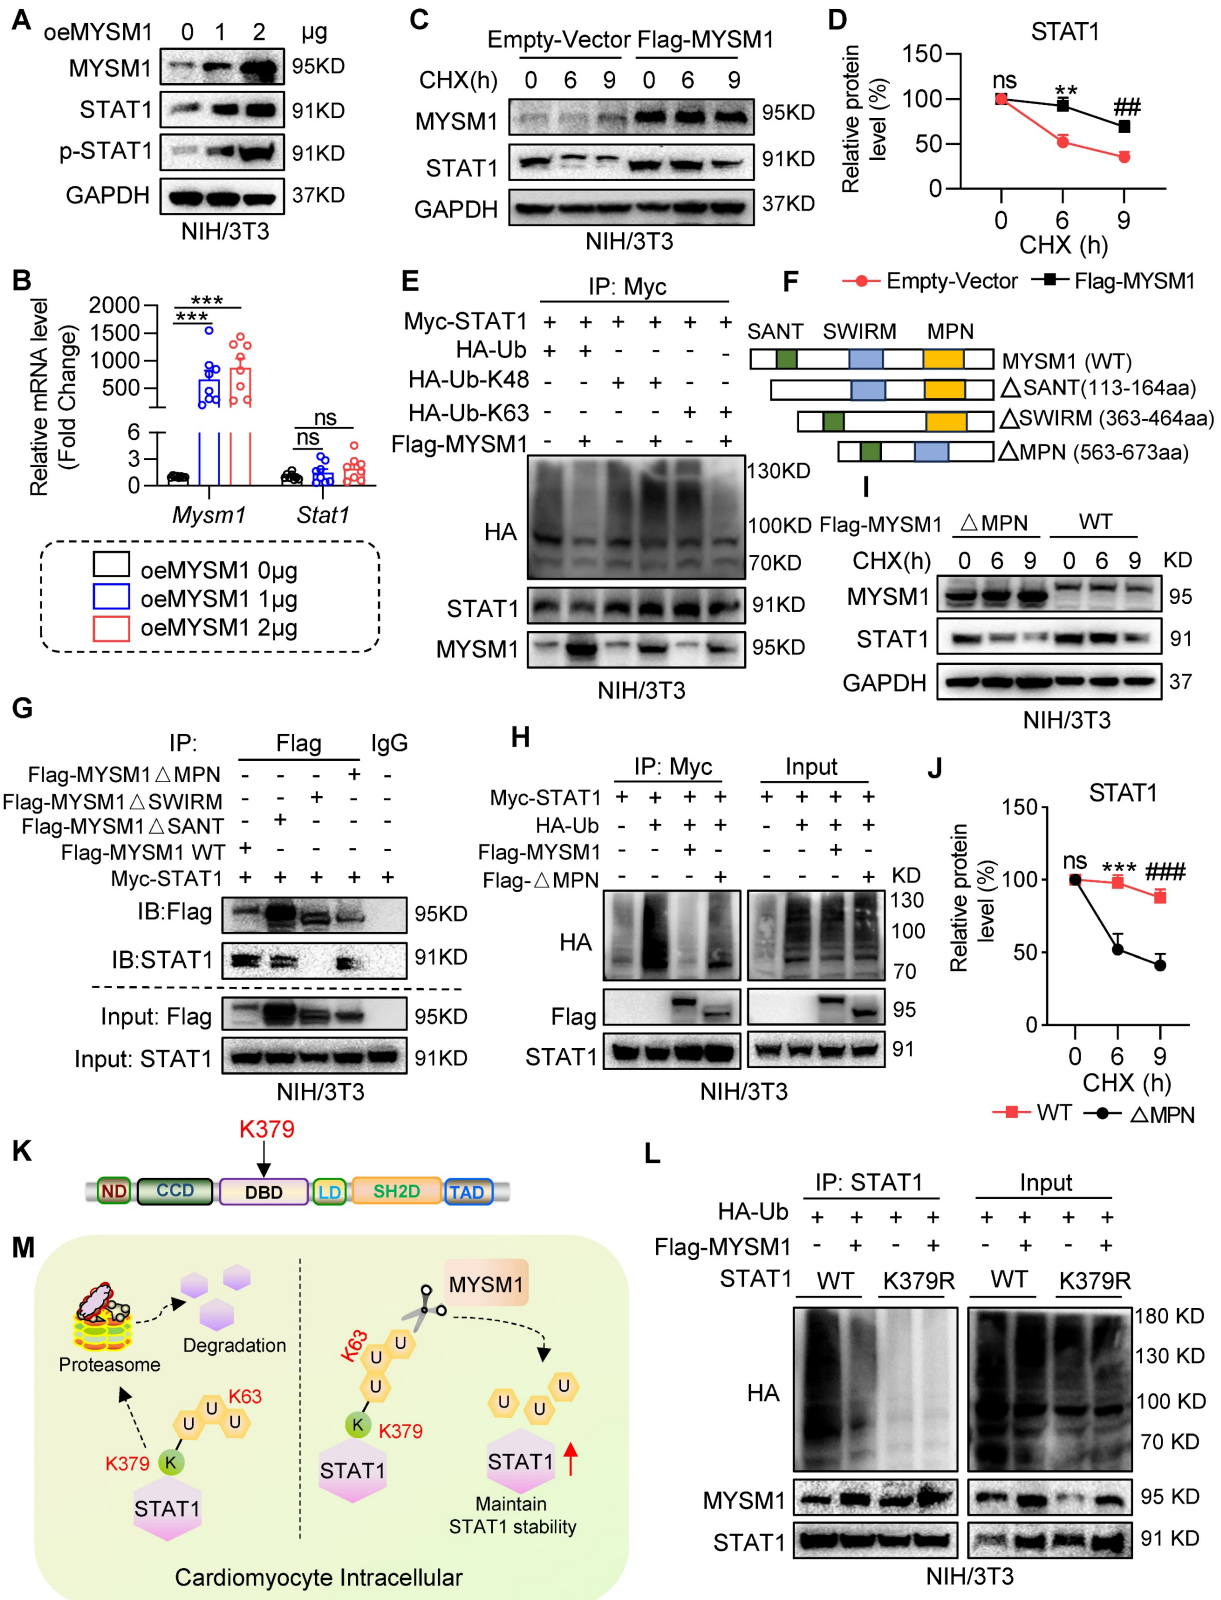 A
oeMYSM1 0 1 2 µg
MYSM1 95KD
STAT1 91KD
p-STAT1 91KD
GAPDH 37KD
NIH/3T3
B
Relative mRNA level
(Fold Change)
2000
1500
1000
500
6
3
0
***
***
ns
ns
Mysm1 Stat1
oeMYSM1 0µg
oeMYSM1 1µg
oeMYSM1 2µg
C
Empty-Vector Flag-MYSM1
CHX(h) 0 6 9 0 6 9
MYSM1 95KD
STAT1 91KD
GAPDH 37KD
NIH/3T3
D
STAT1
Relative protein
level (%)
150
100
50
0
ns ** ##
0 6 9
CHX (h)
Empty-Vector Flag-MYSM1
E
IP: Myc
Myc-STAT1 + + + + + +
HA-Ub + + - - - -
HA-Ub-K48 - - + + - -
HA-Ub-K63 - - - - + +
Flag-MYSM1 - + - + - +
HA 130KD
100KD
70KD
STAT1 91KD
MYSM1 95KD
NIH/3T3
F
SANT SWIRM MPN
MYSM1 (WT)
△SANT(113-164aa)
△SWIRM (363-464aa)
△MPN (563-673aa)
I
Flag-MYSM1 △MPN WT
CHX(h) 0 6 9 0 6 9 KD
MYSM1 95
STAT1 91
GAPDH 37
NIH/3T3
G
IP: Flag IgG
Flag-MYSM1△MPN - - - + -
Flag-MYSM1△SWIRM - - + - -
Flag-MYSM1△SANT - + - - -
Flag-MYSM1 WT + - - - -
Myc-STAT1 + + + + +
IB:Flag 95KD
IB:STAT1 91KD
Input: Flag 95KD
Input: STAT1 91KD
NIH/3T3
H
IP: Myc Input
Myc-STAT1 + + + + + + + +
HA-Ub - + + + - + + +
Flag-MYSM1 - - + - - - + -
Flag-△MPN - - - + - - - + KD
HA 130
100
70
Flag 95
STAT1 91
NIH/3T3
J
STAT1
Relative protein
level (%)
150
100
50
0
ns *** ###
0 6 9
CHX (h)
WT △MPN
K
K379
ND CCD DBD LD SH2D TAD
L
IP: STAT1 Input
HA-Ub + + + + + + + +
Flag-MYSM1 - + - + - + - +
STAT1 WT K379R WT K379R
HA 180 KD
130 KD
100 KD
70 KD
MYSM1 95 KD
STAT1 91 KD
NIH/3T3
M
Proteasome
Degradation
K63
U U U
K379 K
STAT1
MYSM1
K63
U
U
U
K K379
STAT1
U U U
STAT1
Maintain
STAT1 stability
Cardiomyocyte Intracellular